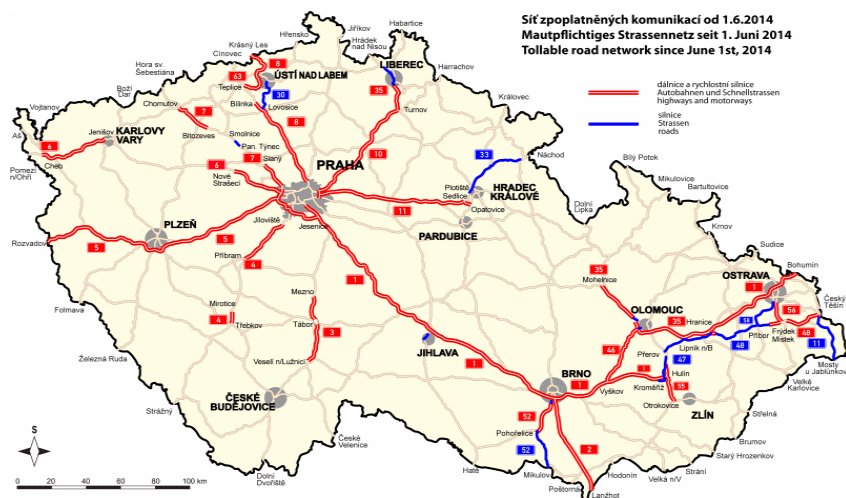 Síť zpoplatněných komunikací od 1.6.2014
Mautpflichtiges Strassennetz seit 1. Juni 2014
Tollable road network since June 1st, 2014
dálnice a rychlostní silnice
Autobahnen und Schnellstrassen
highways and motorways
silnice
Strassen
roads
Habartice
Jiříkov
Hřensko
Hrádek
nad Nisou
Krásný Les
Cínovec
8
LIBEREC
Hora sv.
Šebestiána
63
Teplice
ÚSTÍ NAD LABEM
Harrachov
35
30
Boží
Dar
Bílinka
Lovosice
Královec
Chomutov
Turnov
Vojtanov
7
8
Aš
Jenišov
KARLOVY
VARY
Bitozeves
Smolnice
10
33
Náchod
6
Pan. Týnec
7
Slaný
Bílý Potok
Pomezí
n/Ohří
Cheb
6
PRAHA
Nové
Strašecí
Plotiště
Sedlice
HRADEC
KRÁLOVÉ
Mikulovice
Bartultovice
11
Opatovice
Dolní
Lipka
Jíloviště
Jesenice
PARDUBICE
Krnov
PLZEŇ
Rozvadov
5
5
Sudice
Příbram
4
35
Bohumín
Mohelnice
OSTRAVA
1
1
Český
Těšín
Mezno
Mirotice
OLOMOUC
56
Folmava
4
Třebkov
Tábor
35
Hranice
58
3
Příbor
Frýdek
Místek
48
Lipník n/B
48
11
JIHLAVA
46
Přerov
47
Mosty
u Jablůnkova
Železná Ruda
Veselí n/Lužnicí
1
1
Hulín
BRNO
1
Vyškov
Kroměříž
55
Velké
Karlovice
ČESKÉ
BUDĚJOVICE
Otrokovice
ZLÍN
Strážný
52
Střelná
Pohořelice
České
Velenice
52
2
Brumov
Starý Hrozenkov
Dolní
Dvořiště
Hatě
Mikulov
Hodonín
Strání
Velká n/V
Poštorná
Lanžhot
S
0 20 40 60 80 100 km